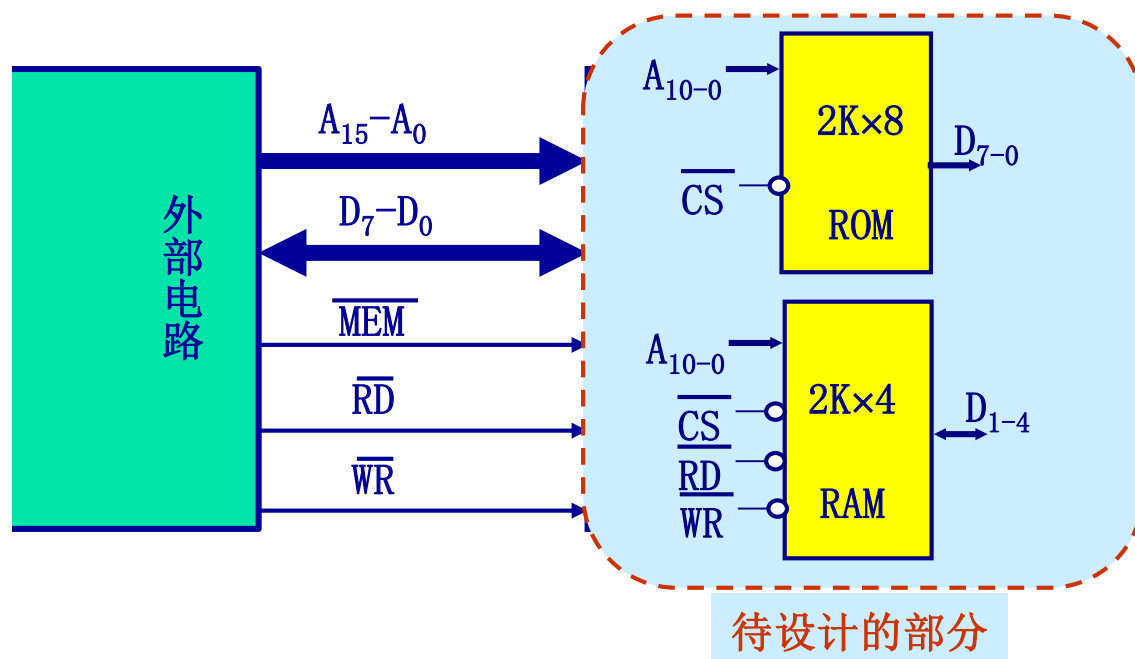 外部电路
A15-A0
D7-D0
MEM
RD
WR
A10-0
CS
2K×8
ROM
D7-0
A10-0
CS
RD
WR
2K×4
RAM
D1-4
待设计的部分